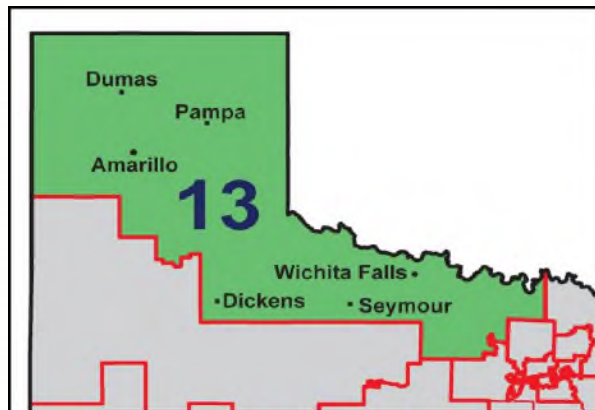 Dumas
Pampa
Amarillo
13
Wichita Falls
Dickens
Seymour